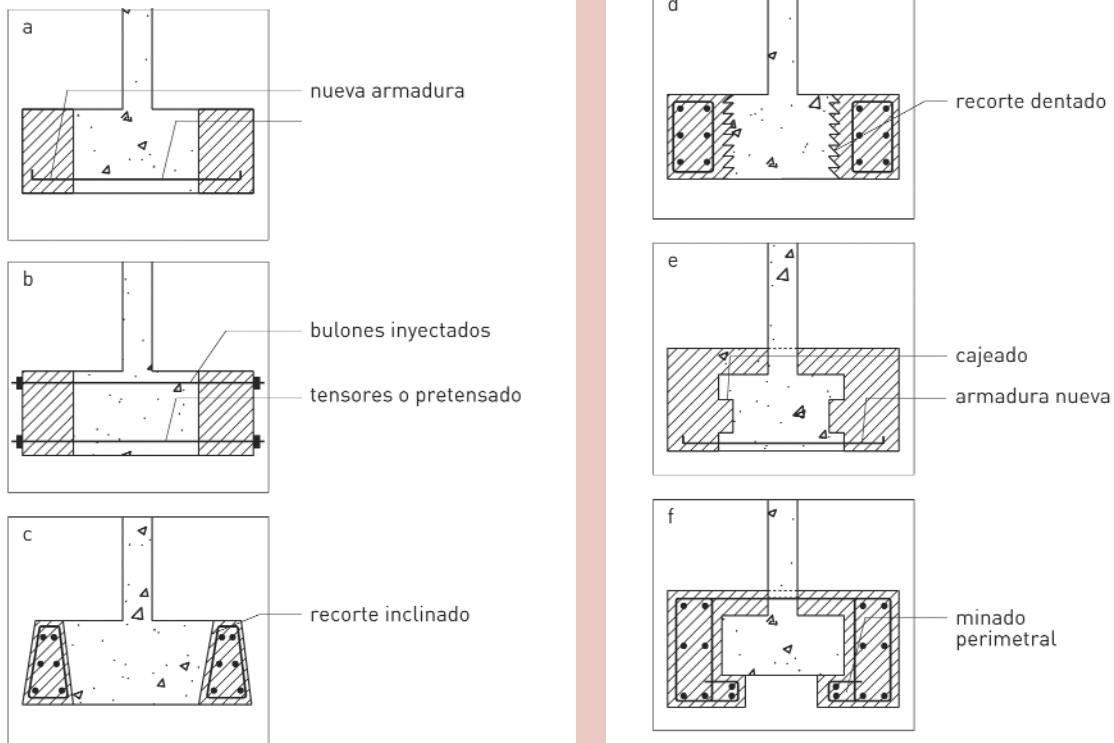 a
nueva armadura
b
bulones inyectados
tensores o pretensado
c
recorte inclinado
d
recorte dentado
e
cajeado
armadura nueva
f
minado
perimetral